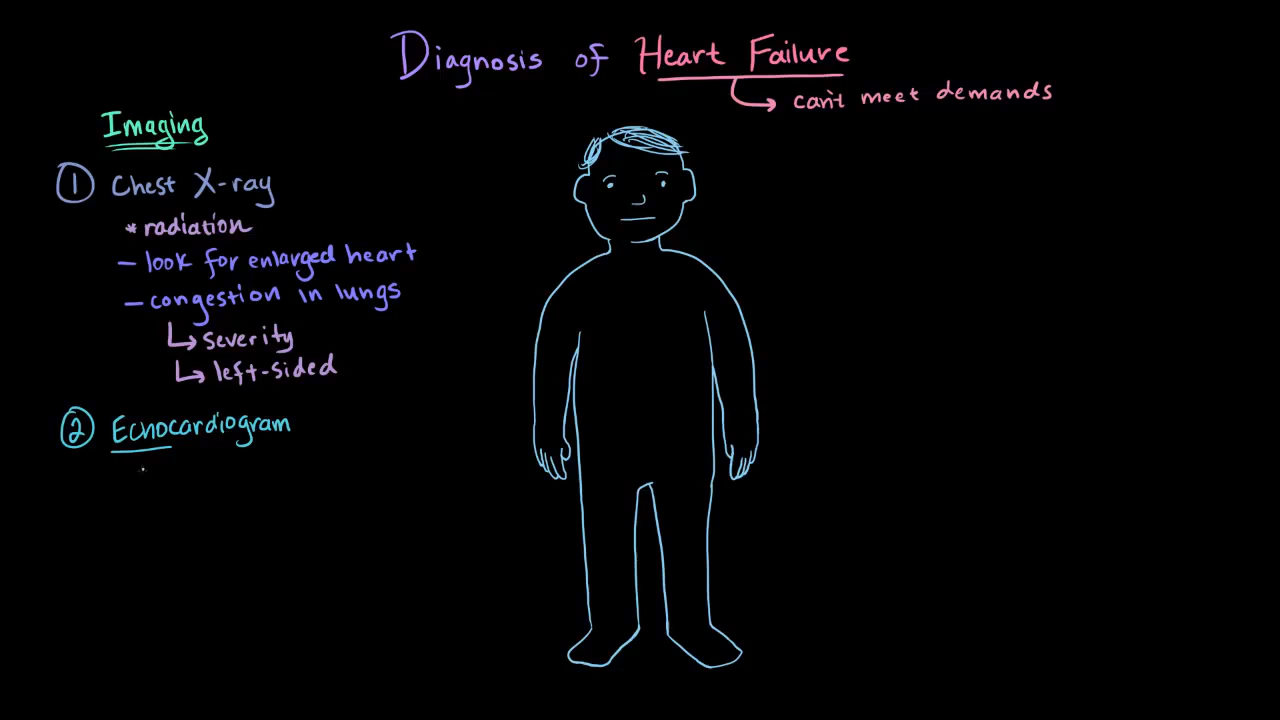 Diagnosis of Heart Failure
can't meet demands
Imaging
1 Chest X-ray
* radiation
- look for enlarged heart
- congestion in lungs
↳ severity
↳ left-sided
2 Echocardiogram